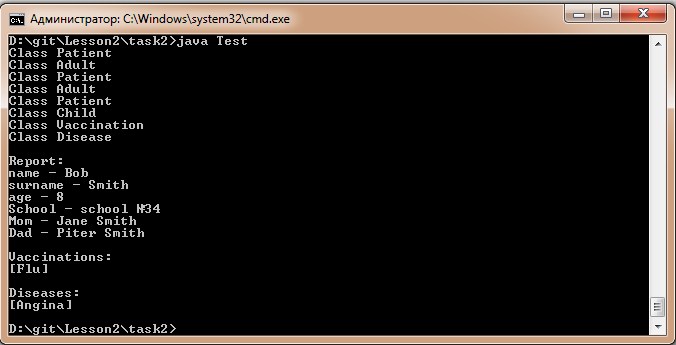 Администратор: C:\Windows\system32\cmd.exe
D:\git\Lesson2\task2>java Test
Class Patient
Class Adult
Class Patient
Class Adult
Class Patient
Class Child
Class Vaccination
Class Disease
Report:
name - Bob
surname - Smith
age - 8
School - school №34
Mom - Jane Smith
Dad - Piter Smith
Vaccinations:
[Flu]
Diseases:
[Angina]
D:\git\Lesson2\task2>